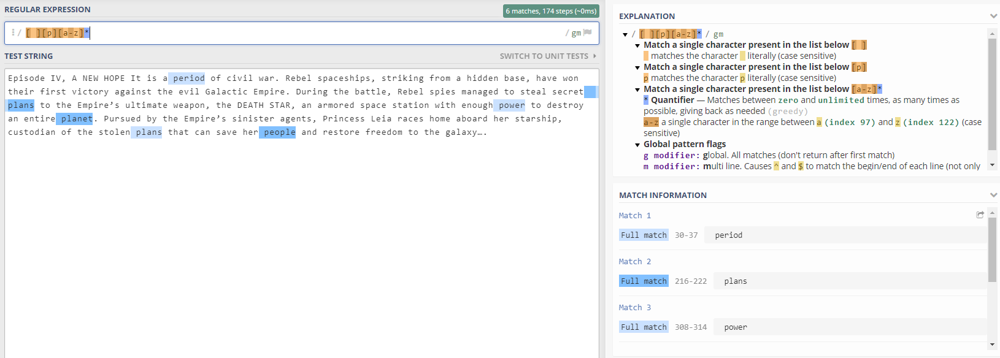 REGULAR EXPRESSION
6 matches, 174 steps (~0ms)
/ [ ][p][a-z]* / gm
TEST STRING
SWITCH TO UNIT TESTS
Episode IV, A NEW HOPE It is a period of civil war. Rebel spaceships, striking from a hidden base, have won
their first victory against the evil Galactic Empire. During the battle, Rebel spies managed to steal secret
plans to the Empire’s ultimate weapon, the DEATH STAR, an armored space station with enough power to destroy
an entire planet. Pursued by the Empire’s sinister agents, Princess Leia races home aboard her starship,
custodian of the stolen plans that can save her people and restore freedom to the galaxy….
EXPLANATION
/ [ ][p][a-z]* / gm
Match a single character present in the list below [ ]
matches the character literally (case sensitive)
Match a single character present in the list below [p]
p matches the character p literally (case sensitive)
Match a single character present in the list below [a-z]*
* Quantifier — Matches between zero and unlimited times, as many times as
possible, giving back as needed (greedy)
a-z a single character in the range between a (index 97) and z (index 122) (case
sensitive)
Global pattern flags
g modifier: global. All matches (don't return after first match)
m modifier: multi line. Causes ^ and $ to match the begin/end of each line (not only
MATCH INFORMATION
Match 1
Full match 30-37 period
Match 2
Full match 216-222 plans
Match 3
Full match 308-314 power